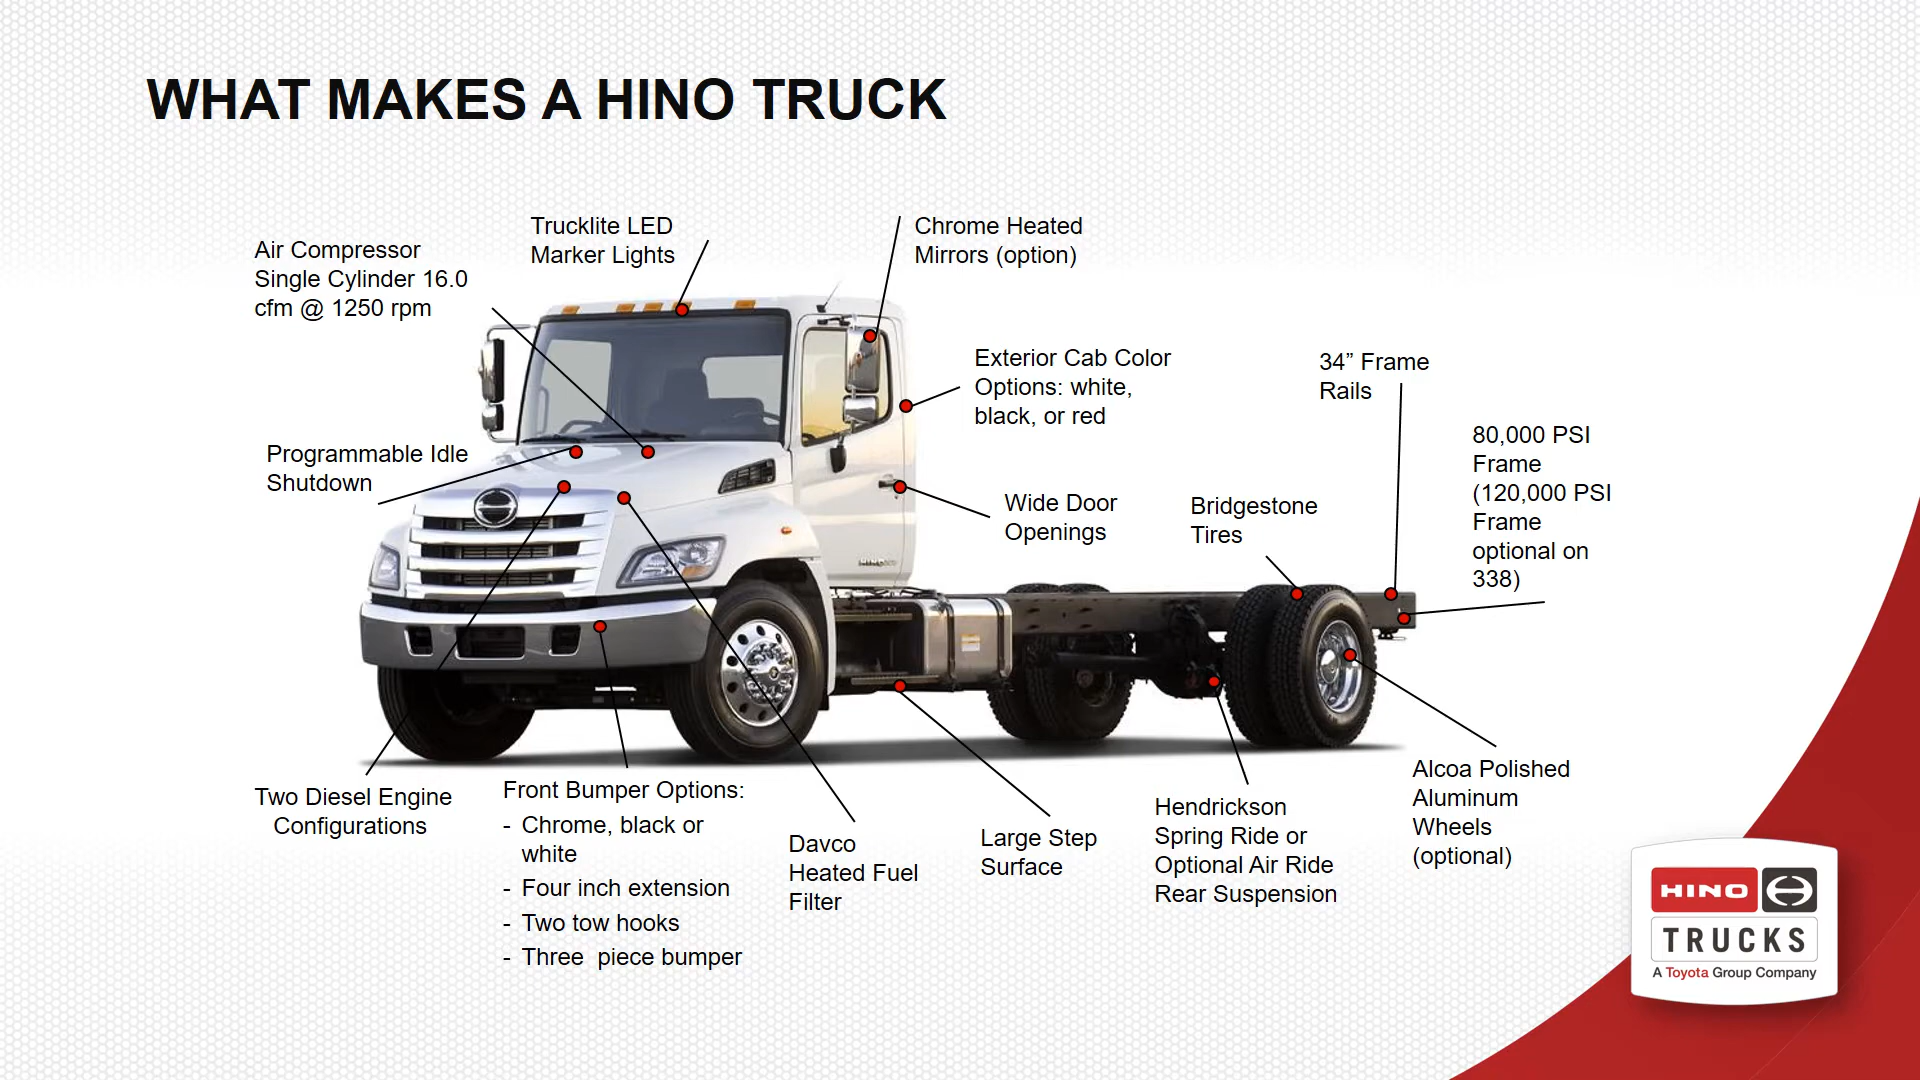 WHAT MAKES A HINO TRUCK
Trucklite LED
Marker Lights
Chrome Heated
Mirrors (option)
Air Compressor
Single Cylinder 16.0
cfm @ 1250 rpm
Exterior Cab Color
Options: white,
black, or red
34” Frame
Rails
80,000 PSI
Frame
(120,000 PSI
Frame
optional on
338)
Programmable Idle
Shutdown
Wide Door
Openings
Bridgestone
Tires
HINO
Two Diesel Engine
Configurations
Front Bumper Options:
- Chrome, black or
white
- Four inch extension
- Two tow hooks
- Three  piece bumper
Davco
Heated Fuel
Filter
Large Step
Surface
Hendrickson
Spring Ride or
Optional Air Ride
Rear Suspension
Alcoa Polished
Aluminum
Wheels
(optional)
HINO
TRUCKS
A Toyota Group Company